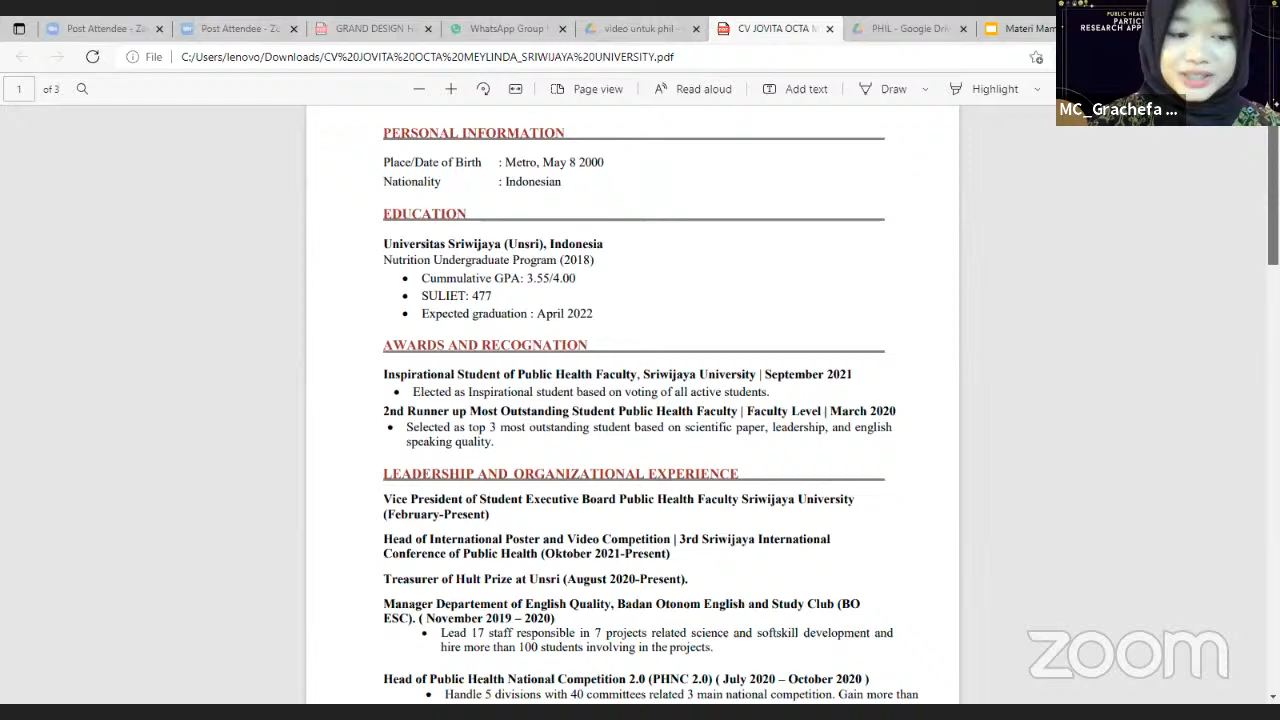 Post Attendee - Zo
Post Attendee - Zo
GRAND DESIGN
WhatsApp Group
video untuk phil -
CV JOVITA OCTA M
PHIL - Google Driv
Materi Mam
File
C:/Users/lenovo/Downloads/CV%20JOVITA%20OCTA%20MEYLINDA_SRIWIJAYA%20UNIVERSITY.pdf
1 of 3
Page view
Read aloud
Add text
Draw
Highlight
PUBLIC HEALT
PARTICI
RESEARCH APP
MC_Grachefa ...
PERSONAL INFORMATION
Place/Date of Birth : Metro, May 8 2000
Nationality : Indonesian
EDUCATION
Universitas Sriwijaya (Unsri), Indonesia
Nutrition Undergraduate Program (2018)
• Cummulative GPA: 3.55/4.00
• SULIET: 477
• Expected graduation : April 2022
AWARDS AND RECOGNATION
Inspirational Student of Public Health Faculty, Sriwijaya University | September 2021
• Elected as Inspirational student based on voting of all active students.
2nd Runner up Most Outstanding Student Public Health Faculty | Faculty Level | March 2020
• Selected as top 3 most outstanding student based on scientific paper, leadership, and english
speaking quality.
LEADERSHIP AND ORGANIZATIONAL EXPERIENCE
Vice President of Student Executive Board Public Health Faculty Sriwijaya University
(February-Present)
Head of International Poster and Video Competition | 3rd Sriwijaya International
Conference of Public Health (Oktober 2021-Present)
Treasurer of Hult Prize at Unsri (August 2020-Present).
Manager Departement of English Quality, Badan Otonom English and Study Club (BO
ESC). ( November 2019 – 2020)
• Lead 17 staff responsible in 7 projects related science and softskill development and
hire more than 100 students involving in the projects.
Head of Public Health National Competition 2.0 (PHNC 2.0) ( July 2020 – October 2020 )
• Handle 5 divisions with 40 committees related 3 main national competition. Gain more than
zoom